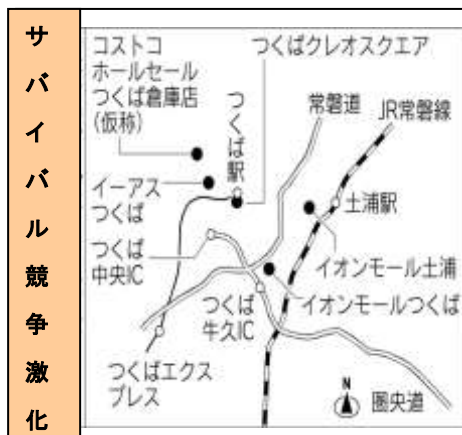 サバイバル競争激化
コストコ
ホールセール
つくば倉庫店
(仮称)
つくばクレオスクエア
つくば駅
常磐道
JR常磐線
イーアス
つくば
土浦駅
つくば
中央IC
イオンモール土浦
つくば
牛久IC
イオンモールつくば
つくばエクス
プレス
N
圏央道